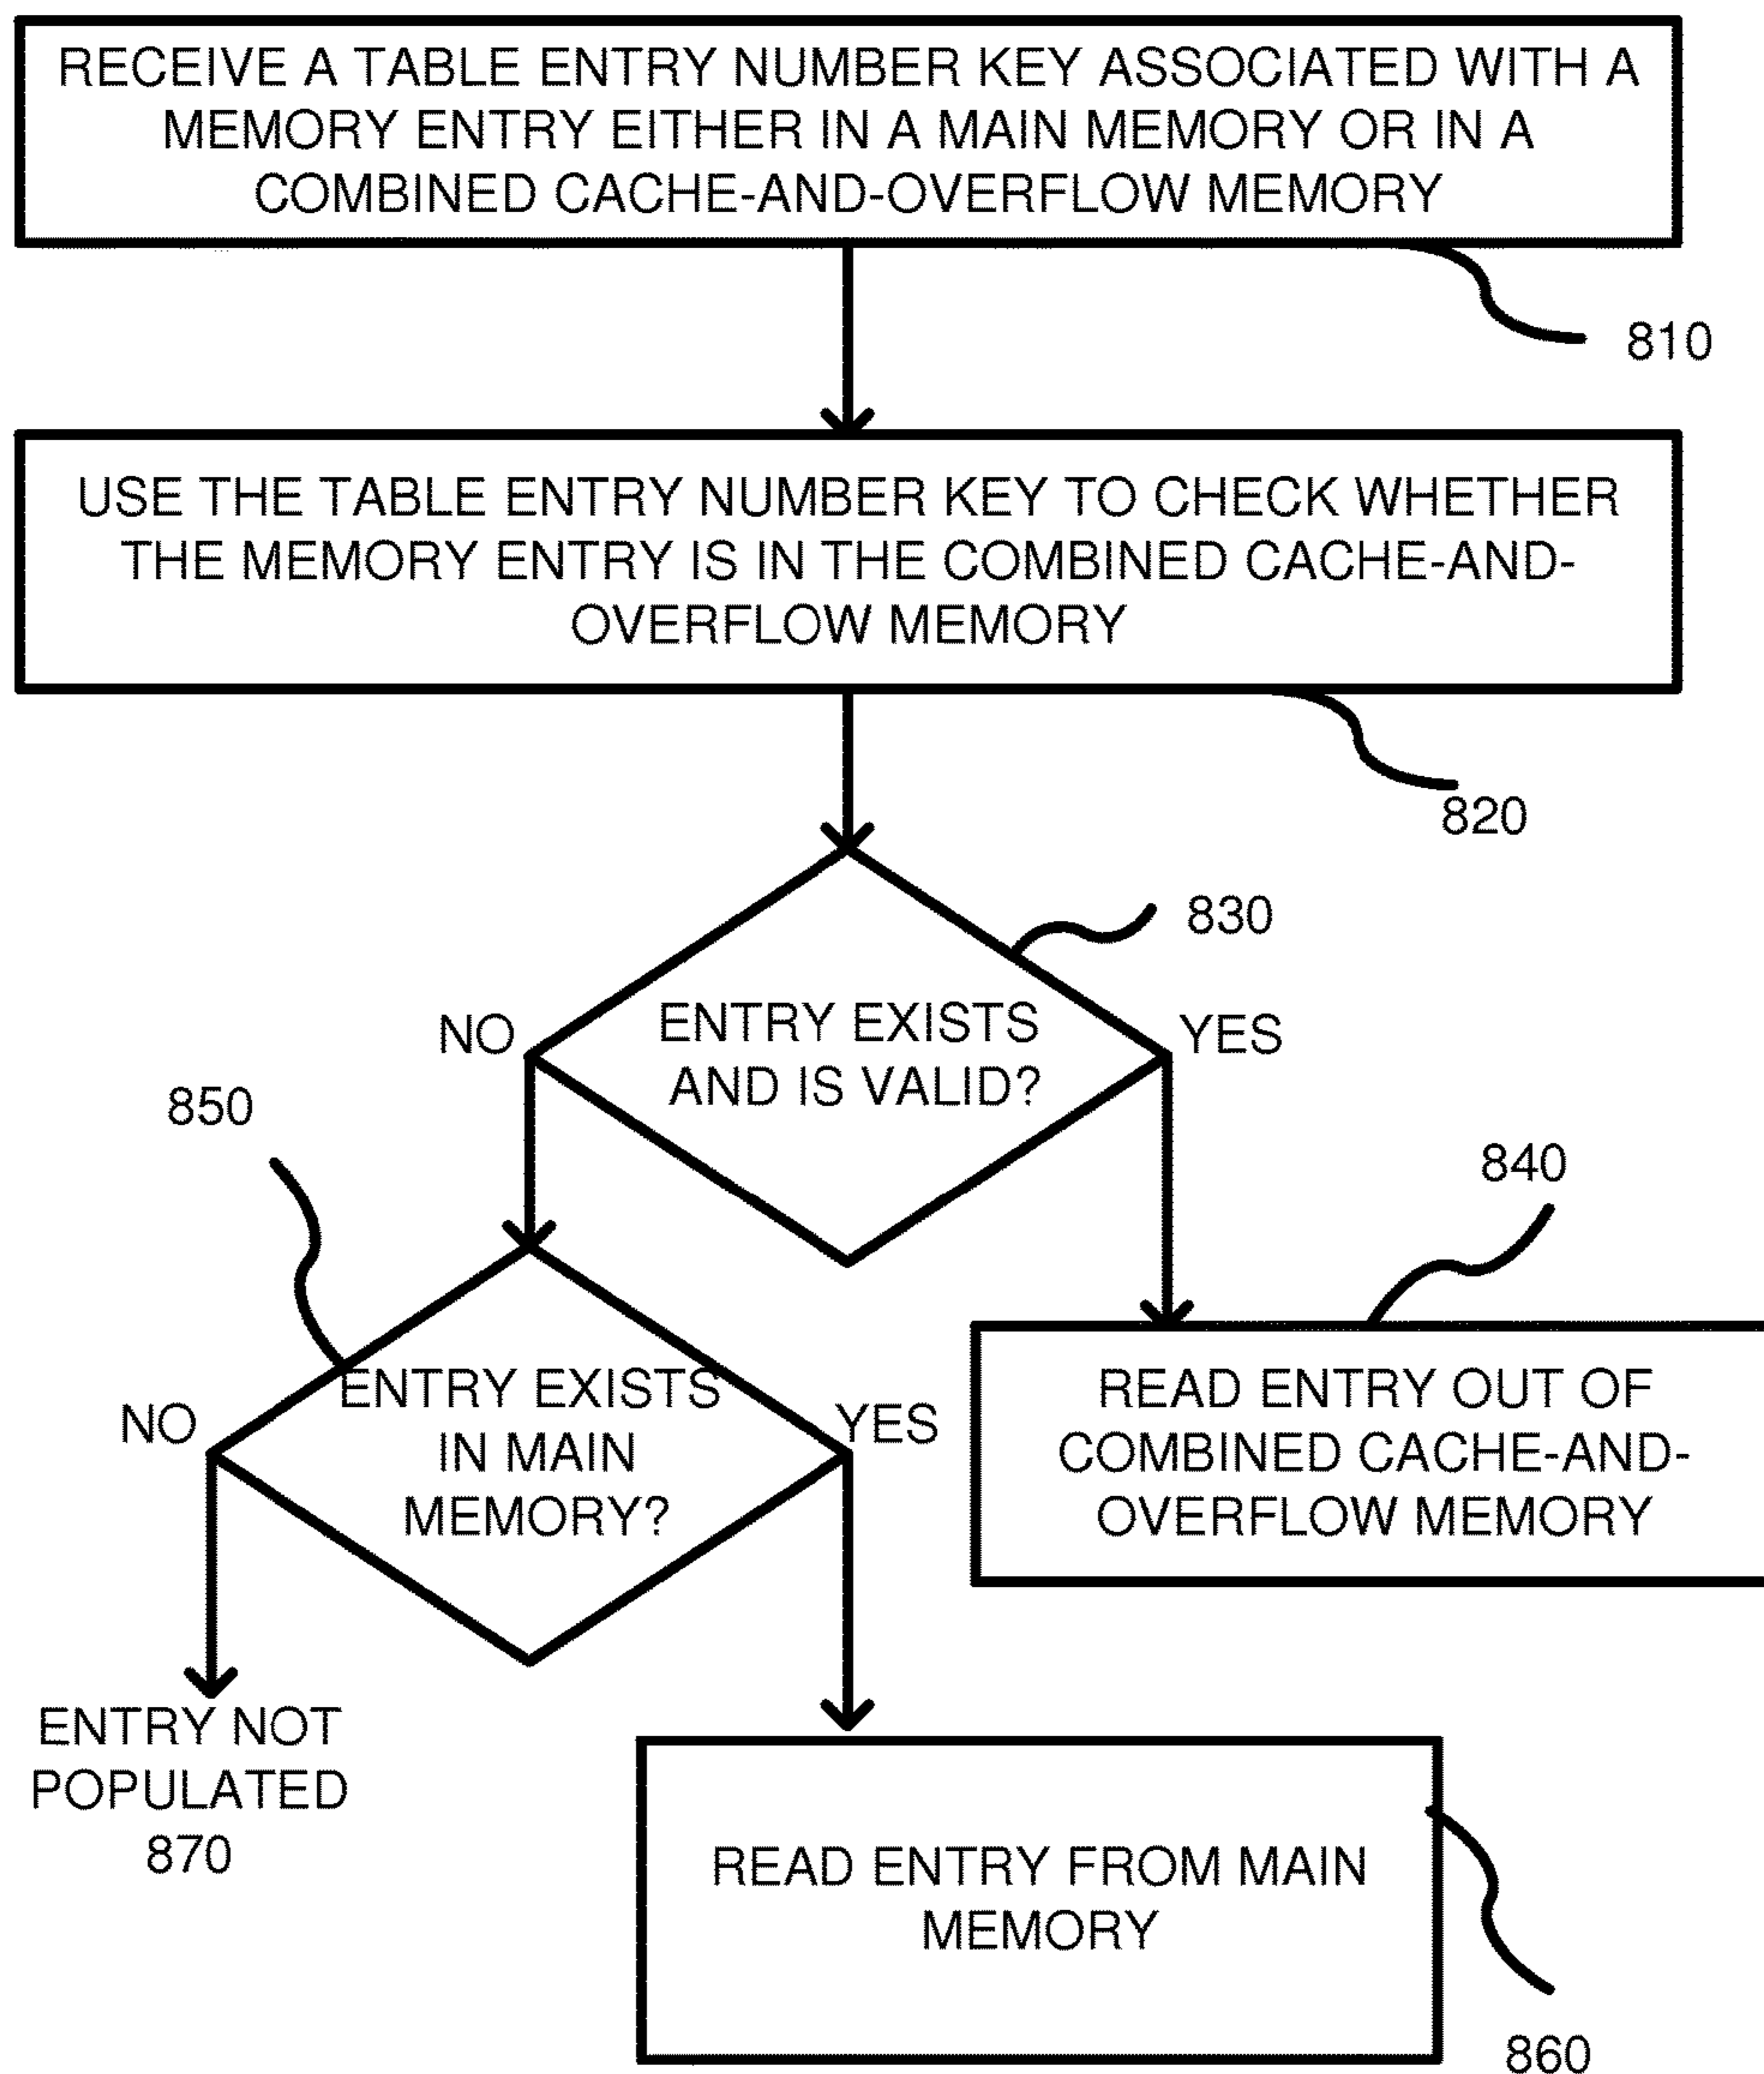 RECEIVE A TABLE ENTRY NUMBER KEY ASSOCIATED WITH A
MEMORY ENTRY EITHER IN A MAIN MEMORY OR IN A
COMBINED CACHE-AND-OVERFLOW MEMORY
810
USE THE TABLE ENTRY NUMBER KEY TO CHECK WHETHER
THE MEMORY ENTRY IS IN THE COMBINED CACHE-AND-
OVERFLOW MEMORY
820
830
NO
ENTRY EXISTS
AND IS VALID?
YES
850
840
NO
ENTRY EXISTS
IN MAIN
MEMORY?
YES
READ ENTRY OUT OF
COMBINED CACHE-AND-
OVERFLOW MEMORY
ENTRY NOT
POPULATED
870
READ ENTRY FROM MAIN
MEMORY
860